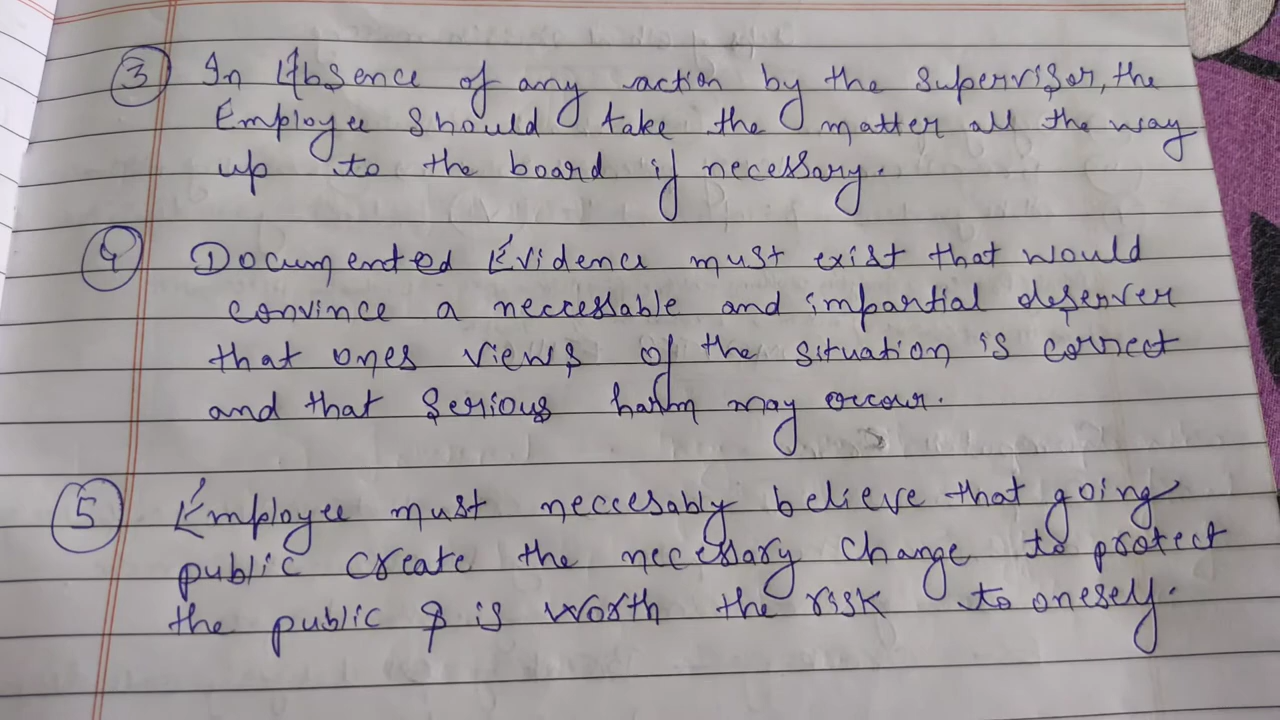 ③ In Absence of any action by the supervisor, the
Employee should take the matter all the way
up to the board if necessary.
④ Documented Evidence must exist that would
convince a neccessable and impartial deserver
that ones views of the situation is correct
and that serious harm may occour.
⑤ Employee must neccesably believe that going
public create the necessary change to protect
the public & is worth the risk to onesely.